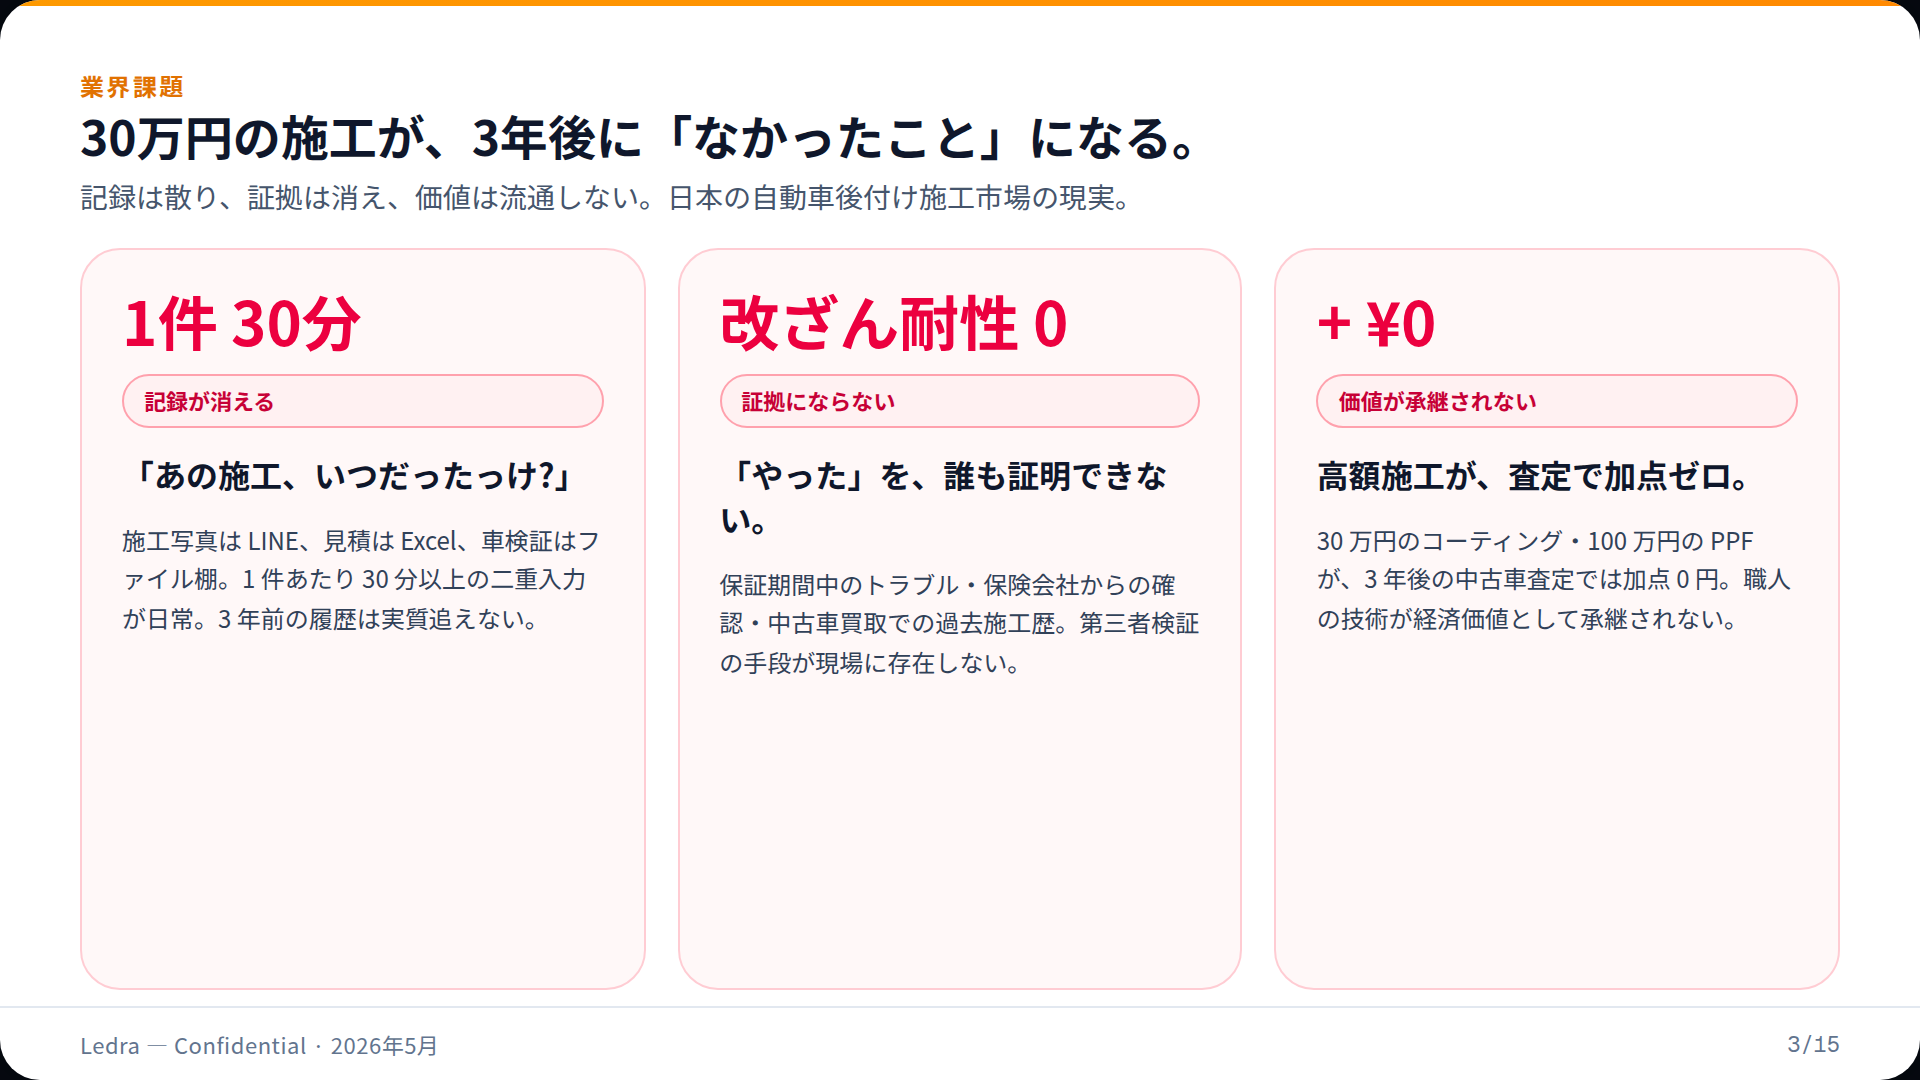 業界課題
30万円の施工が、3年後に「なかったこと」になる。
記録は散り、証拠は消え、価値は流通しない。日本の自動車後付け施工市場の現実。
1件 30分
記録が消える
「あの施工、いつだったっけ?」
施工写真は LINE、見積は Excel、車検証はフ
ァイル棚。1 件あたり 30 分以上の二重入力
が日常。3 年前の履歴は実質追えない。
改ざん耐性 0
証拠にならない
「やった」を、誰も証明できな
い。
保証期間中のトラブル・保険会社からの確
認・中古車買取での過去施工歴。第三者検証
の手段が現場に存在しない。
+ ¥0
価値が承継されない
高額施工が、査定で加点ゼロ。
30 万円のコーティング・100 万円の PPF
が、3 年後の中古車査定では加点 0 円。職人
の技術が経済価値として承継されない。
Ledra — Confidential · 2026年5月
3/15